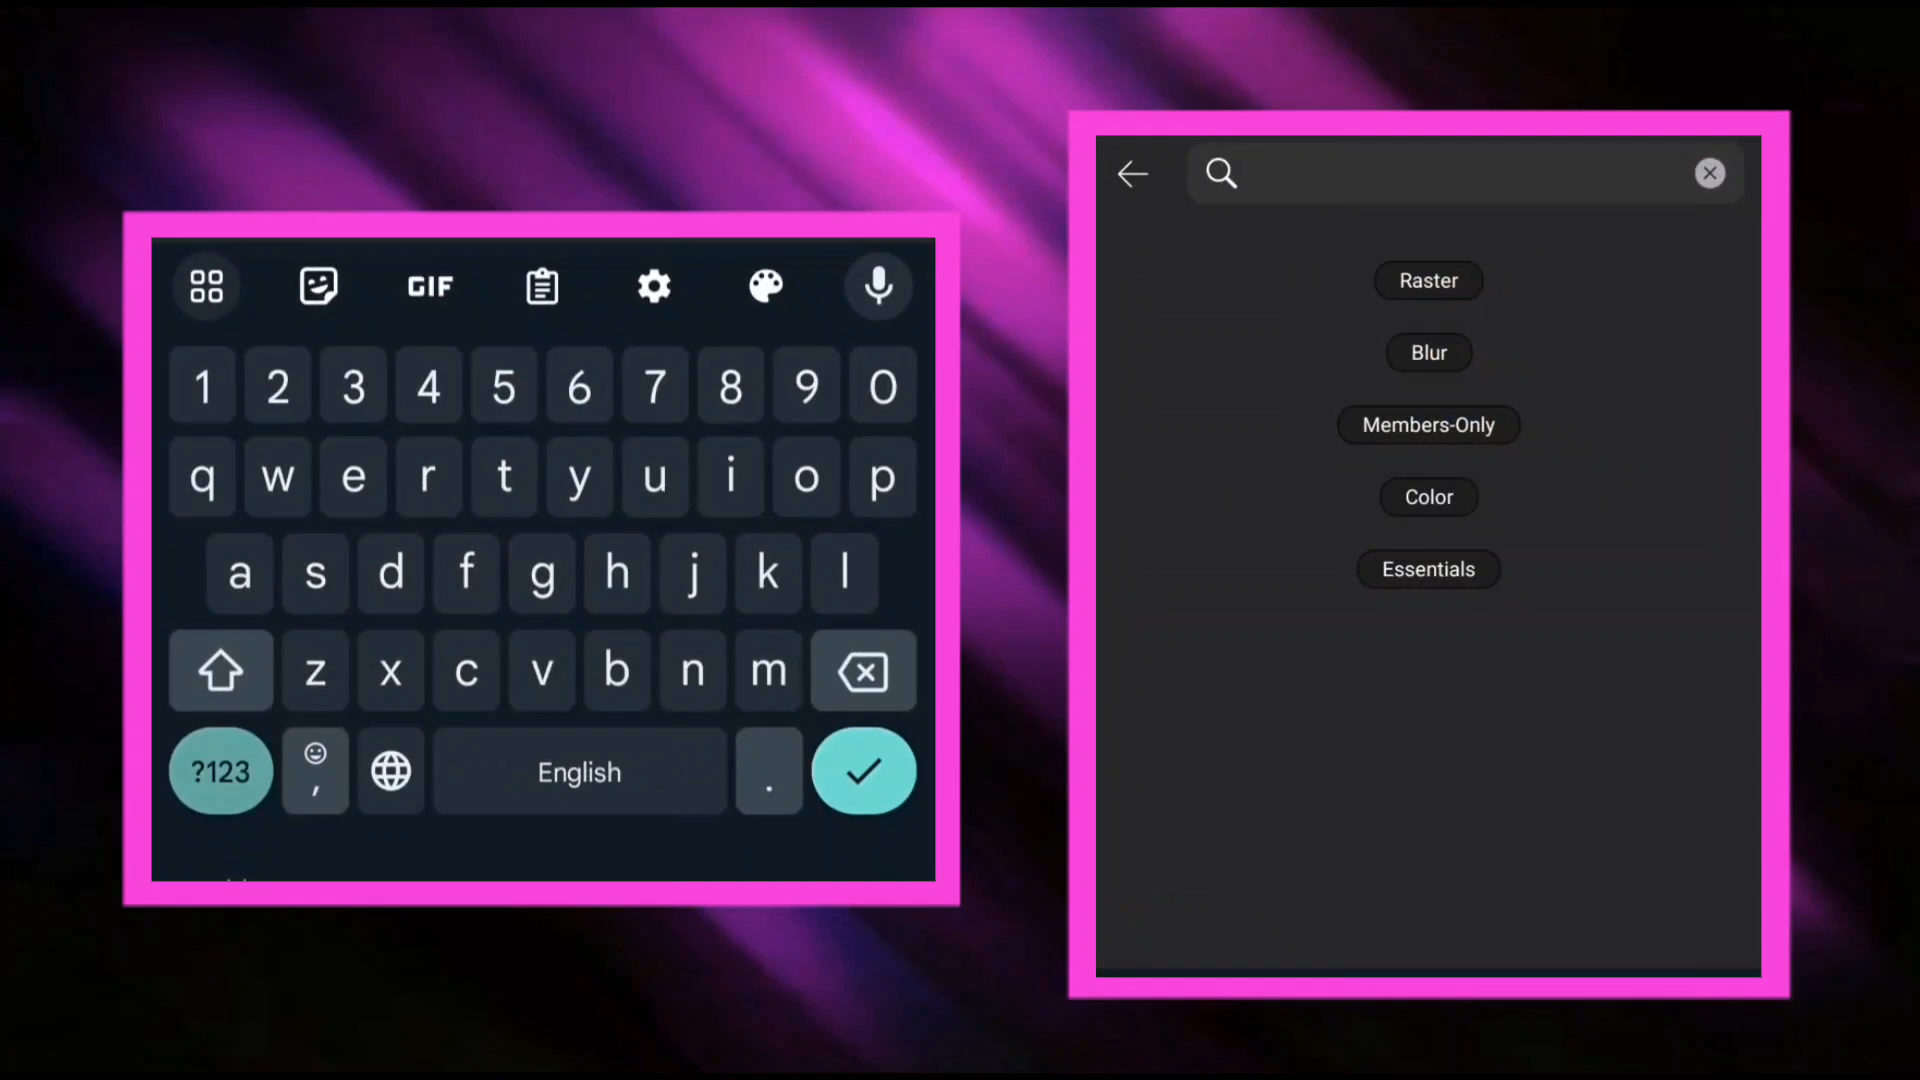 GIF
1 2 3 4 5 6 7 8 9 0
q w e r t y u i o p
a s d f g h j k l
z x c v b n m
?123 , English .
Raster
Blur
Members-Only
Color
Essentials